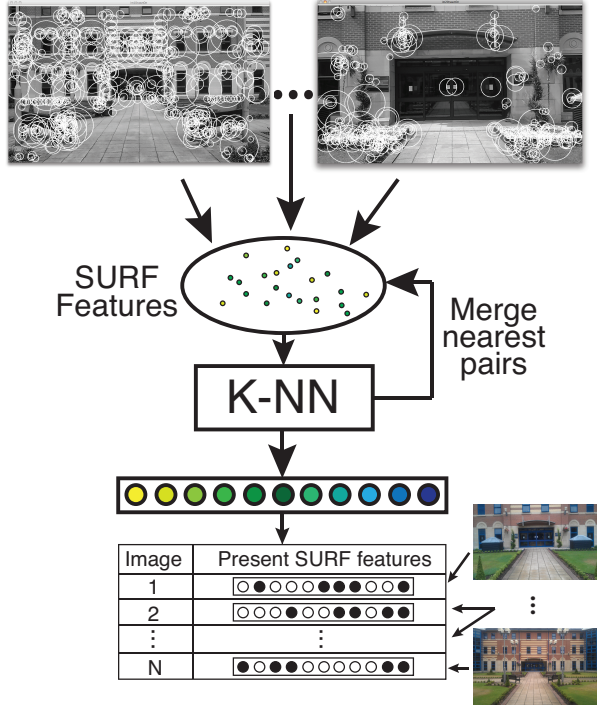 SURF
Features
Merge
nearest
pairs
K-NN
Image
Present SURF features
1
2
⋮
⋮
N